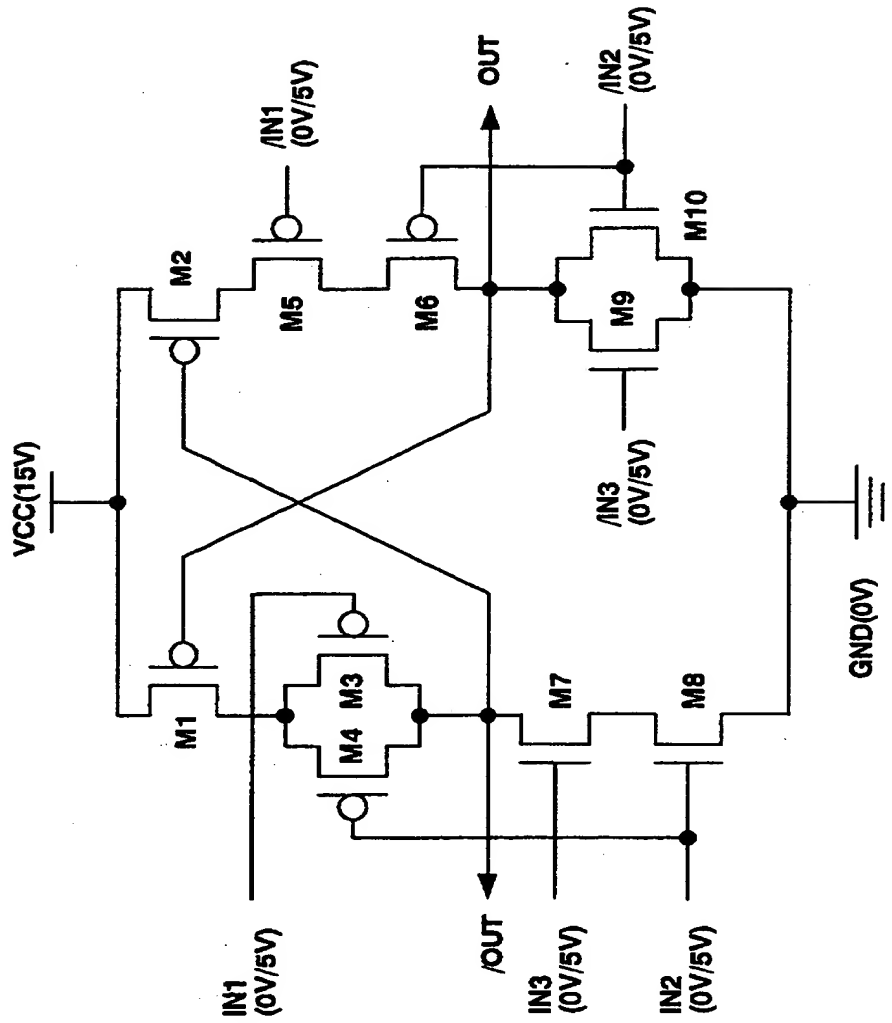 VCC(15V)
M1
M2
IN1
(0V/5V)
M4
M3
M5
/IN1
(0V/5V)
M6
/OUT
OUT
IN3
(0V/5V)
M7
/IN3
(0V/5V)
M9
M10
/IN2
(0V/5V)
IN2
(0V/5V)
M8
GND(0V)